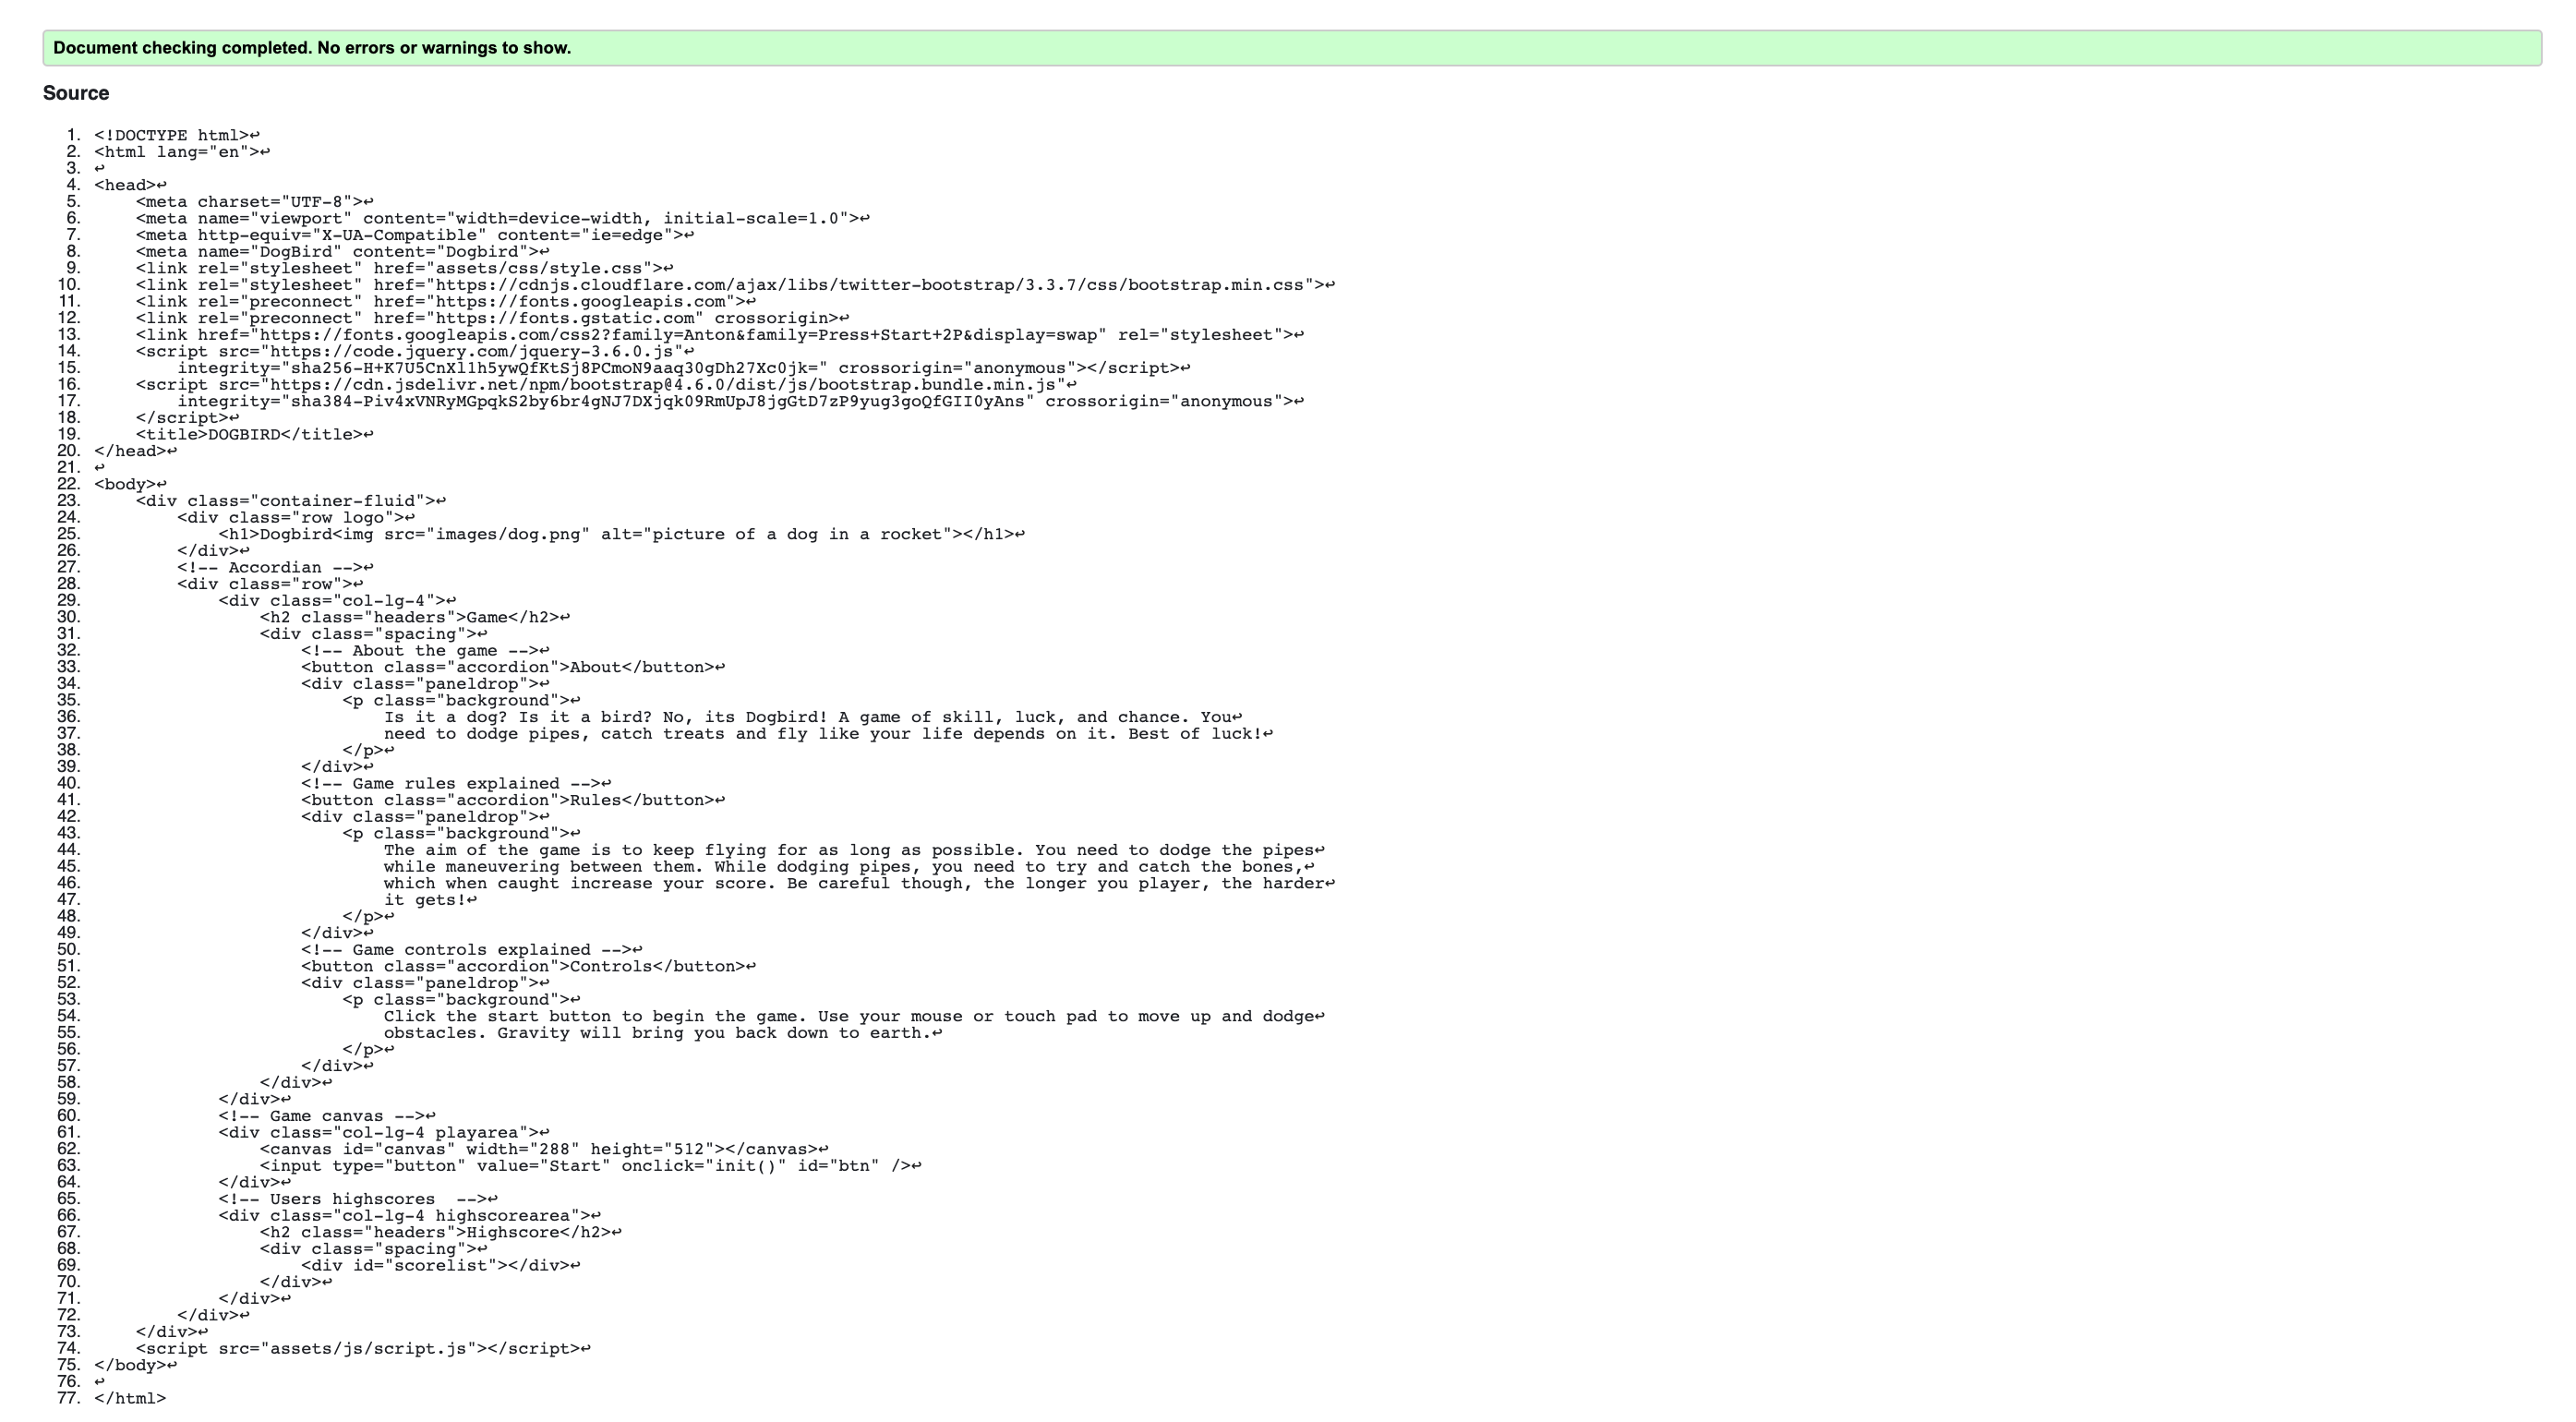 Document checking completed. No errors or warnings to show.
Source
1. <!DOCTYPE html>↩
2. <html lang="en">↩
3. ↩
4. <head>↩
5.     <meta charset="UTF-8">↩
6.     <meta name="viewport" content="width=device-width, initial-scale=1.0">↩
7.     <meta http-equiv="X-UA-Compatible" content="ie=edge">↩
8.     <meta name="DogBird" content="Dogbird">↩
9.     <link rel="stylesheet" href="assets/css/style.css">↩
10.     <link rel="stylesheet" href="https://cdnjs.cloudflare.com/ajax/libs/twitter-bootstrap/3.3.7/css/bootstrap.min.css">↩
11.     <link rel="preconnect" href="https://fonts.googleapis.com">↩
12.     <link rel="preconnect" href="https://fonts.gstatic.com" crossorigin>↩
13.     <link href="https://fonts.googleapis.com/css2?family=Anton&family=Press+Start+2P&display=swap" rel="stylesheet">↩
14.     <script src="https://code.jquery.com/jquery-3.6.0.js"↩
15.         integrity="sha256-H+K7U5CnXl1h5ywQfKtSj8PCmoN9aaq30gDh27Xc0jk=" crossorigin="anonymous"></script>↩
16.     <script src="https://cdn.jsdelivr.net/npm/bootstrap@4.6.0/dist/js/bootstrap.bundle.min.js"↩
17.         integrity="sha384-Piv4xVNRyMGpqkS2by6br4gNJ7DXjqk09RmUpJ8jgGtD7zP9yug3goQfGII0yAns" crossorigin="anonymous">↩
18.     </script>↩
19.     <title>DOGBIRD</title>↩
20. </head>↩
21. ↩
22. <body>↩
23.     <div class="container-fluid">↩
24.         <div class="row logo">↩
25.             <h1>Dogbird<img src="images/dog.png" alt="picture of a dog in a rocket"></h1>↩
26.         </div>↩
27.         <!-- Accordian -->↩
28.         <div class="row">↩
29.             <div class="col-lg-4">↩
30.                 <h2 class="headers">Game</h2>↩
31.                 <div class="spacing">↩
32.                     <!-- About the game -->↩
33.                     <button class="accordion">About</button>↩
34.                     <div class="paneldrop">↩
35.                         <p class="background">↩
36.                             Is it a dog? Is it a bird? No, its Dogbird! A game of skill, luck, and chance. You↩
37.                             need to dodge pipes, catch treats and fly like your life depends on it. Best of luck!↩
38.                         </p>↩
39.                     </div>↩
40.                     <!-- Game rules explained -->↩
41.                     <button class="accordion">Rules</button>↩
42.                     <div class="paneldrop">↩
43.                         <p class="background">↩
44.                             The aim of the game is to keep flying for as long as possible. You need to dodge the pipes↩
45.                             while maneuvering between them. While dodging pipes, you need to try and catch the bones,↩
46.                             which when caught increase your score. Be careful though, the longer you player, the harder↩
47.                             it gets!↩
48.                         </p>↩
49.                     </div>↩
50.                     <!-- Game controls explained -->↩
51.                     <button class="accordion">Controls</button>↩
52.                     <div class="paneldrop">↩
53.                         <p class="background">↩
54.                             Click the start button to begin the game. Use your mouse or touch pad to move up and dodge↩
55.                             obstacles. Gravity will bring you back down to earth.↩
56.                         </p>↩
57.                     </div>↩
58.                 </div>↩
59.             </div>↩
60.             <!-- Game canvas -->↩
61.             <div class="col-lg-4 playarea">↩
62.                 <canvas id="canvas" width="288" height="512"></canvas>↩
63.                 <input type="button" value="Start" onclick="init()" id="btn" />↩
64.             </div>↩
65.             <!-- Users highscores  -->↩
66.             <div class="col-lg-4 highscorearea">↩
67.                 <h2 class="headers">Highscore</h2>↩
68.                 <div class="spacing">↩
69.                     <div id="scorelist"></div>↩
70.                 </div>↩
71.             </div>↩
72.         </div>↩
73.     </div>↩
74.     <script src="assets/js/script.js"></script>↩
75. </body>↩
76. ↩
77. </html>